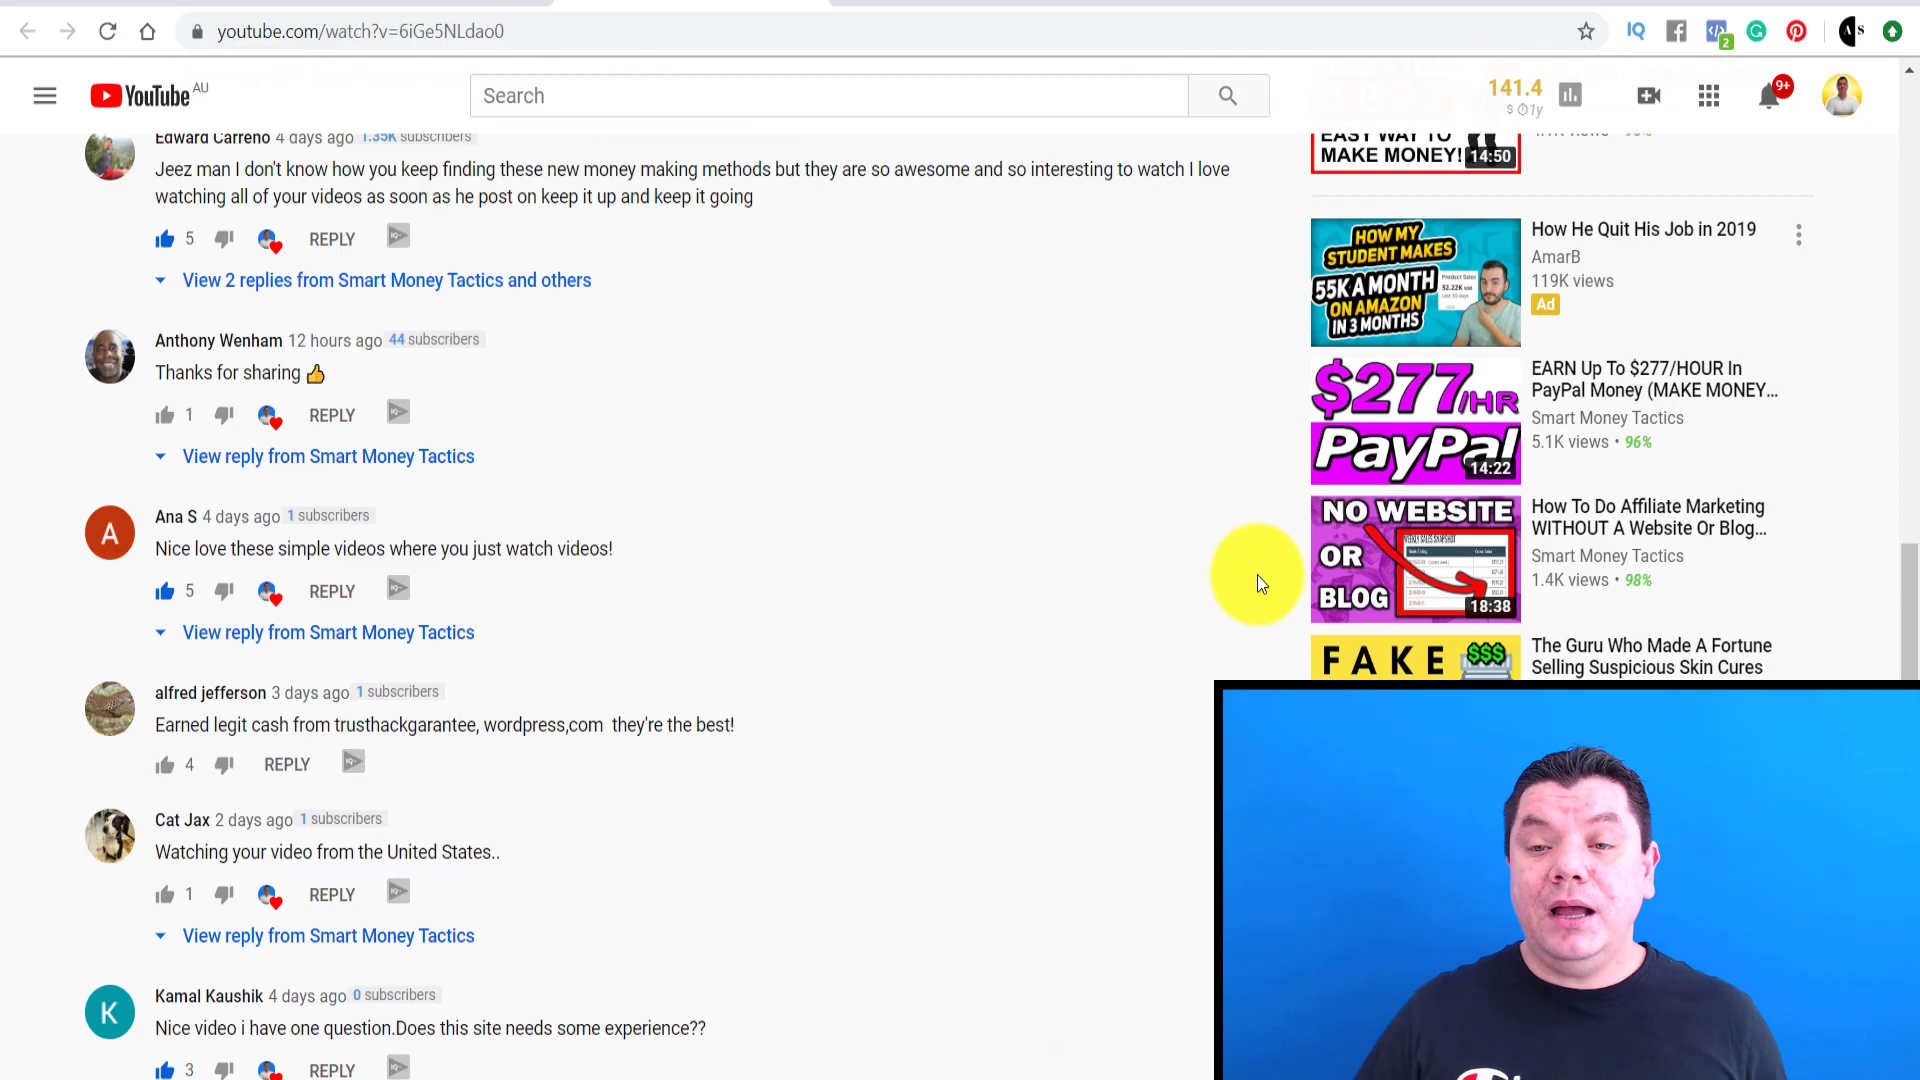 youtube.com/watch?v=6iGe5NLdao0
2
YouTube AU
Search
141.4
$ 1y
9+
Edward Carreno 4 days ago 1.35K subscribers
Jeez man I don't know how you keep finding these new money making methods but they are so awesome and so interesting to watch I love
watching all of your videos as soon as he post on keep it up and keep it going
5 REPLY
View 2 replies from Smart Money Tactics and others
Anthony Wenham 12 hours ago 44 subscribers
Thanks for sharing 👍
1 REPLY
View reply from Smart Money Tactics
A
Ana S 4 days ago 1 subscribers
Nice love these simple videos where you just watch videos!
5 REPLY
View reply from Smart Money Tactics
alfred jefferson 3 days ago 1 subscribers
Earned legit cash from trusthackgarantee, wordpress,com they're the best!
4 REPLY
Cat Jax 2 days ago 1 subscribers
Watching your video from the United States..
1 REPLY
View reply from Smart Money Tactics
K
Kamal Kaushik 4 days ago 0 subscribers
Nice video i have one question.Does this site needs some experience??
3 REPLY
EASY WAY TO
MAKE MONEY!
14:50
HOW MY
STUDENT MAKES
55K A MONTH
ON AMAZON
IN 3 MONTHS
How He Quit His Job in 2019
AmarB
119K views
Ad
$277/HR
PayPal
14:22
EARN Up To $277/HOUR In
PayPal Money (MAKE MONEY...
Smart Money Tactics
5.1K views • 96%
NO WEBSITE
OR
BLOG
18:38
How To Do Affiliate Marketing
WITHOUT A Website Or Blog...
Smart Money Tactics
1.4K views • 98%
FAKE
$$$
The Guru Who Made A Fortune
Selling Suspicious Skin Cures